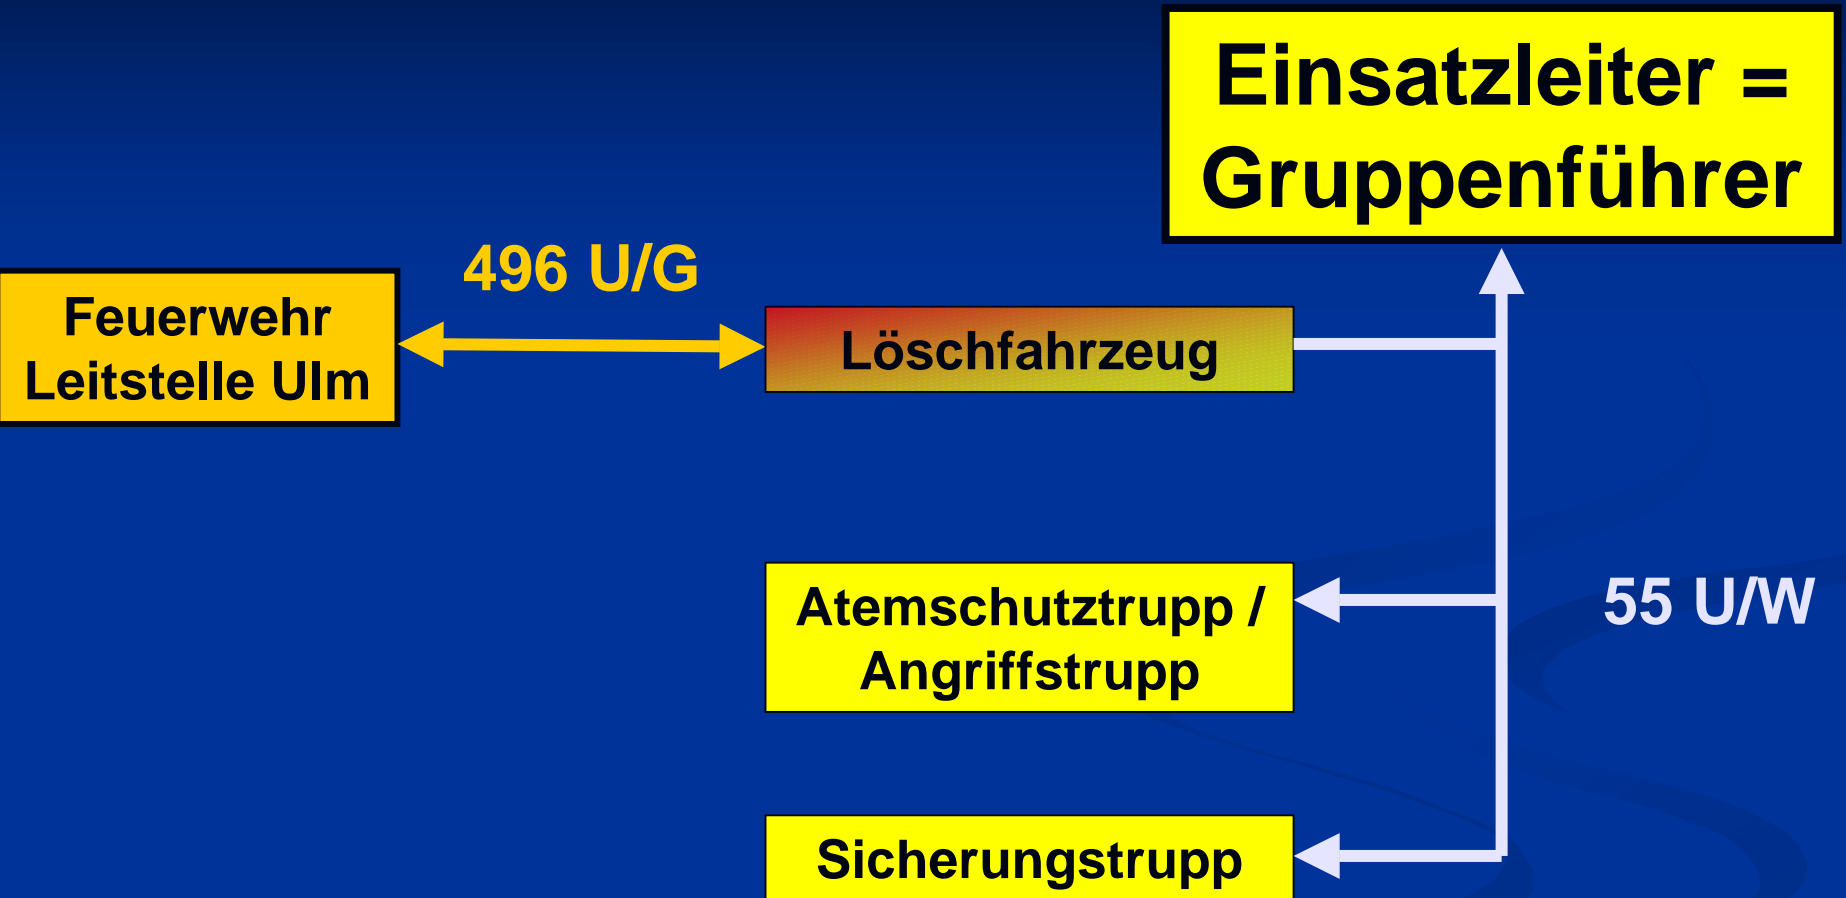 Einsatzleiter =
Gruppenführer
496 U/G
Feuerwehr
Leitstelle Ulm
Löschfahrzeug
Atemschutztrupp /
Angriffstrupp
55 U/W
Sicherungstrupp